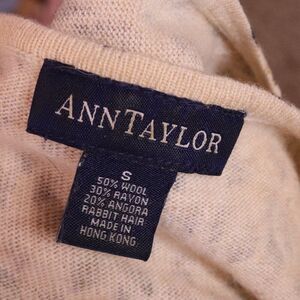 ANNTAYLOR
S
50% WOOL
30% RAYON
20% ANGORA
RABBIT HAIR
MADE IN
HONG KONG